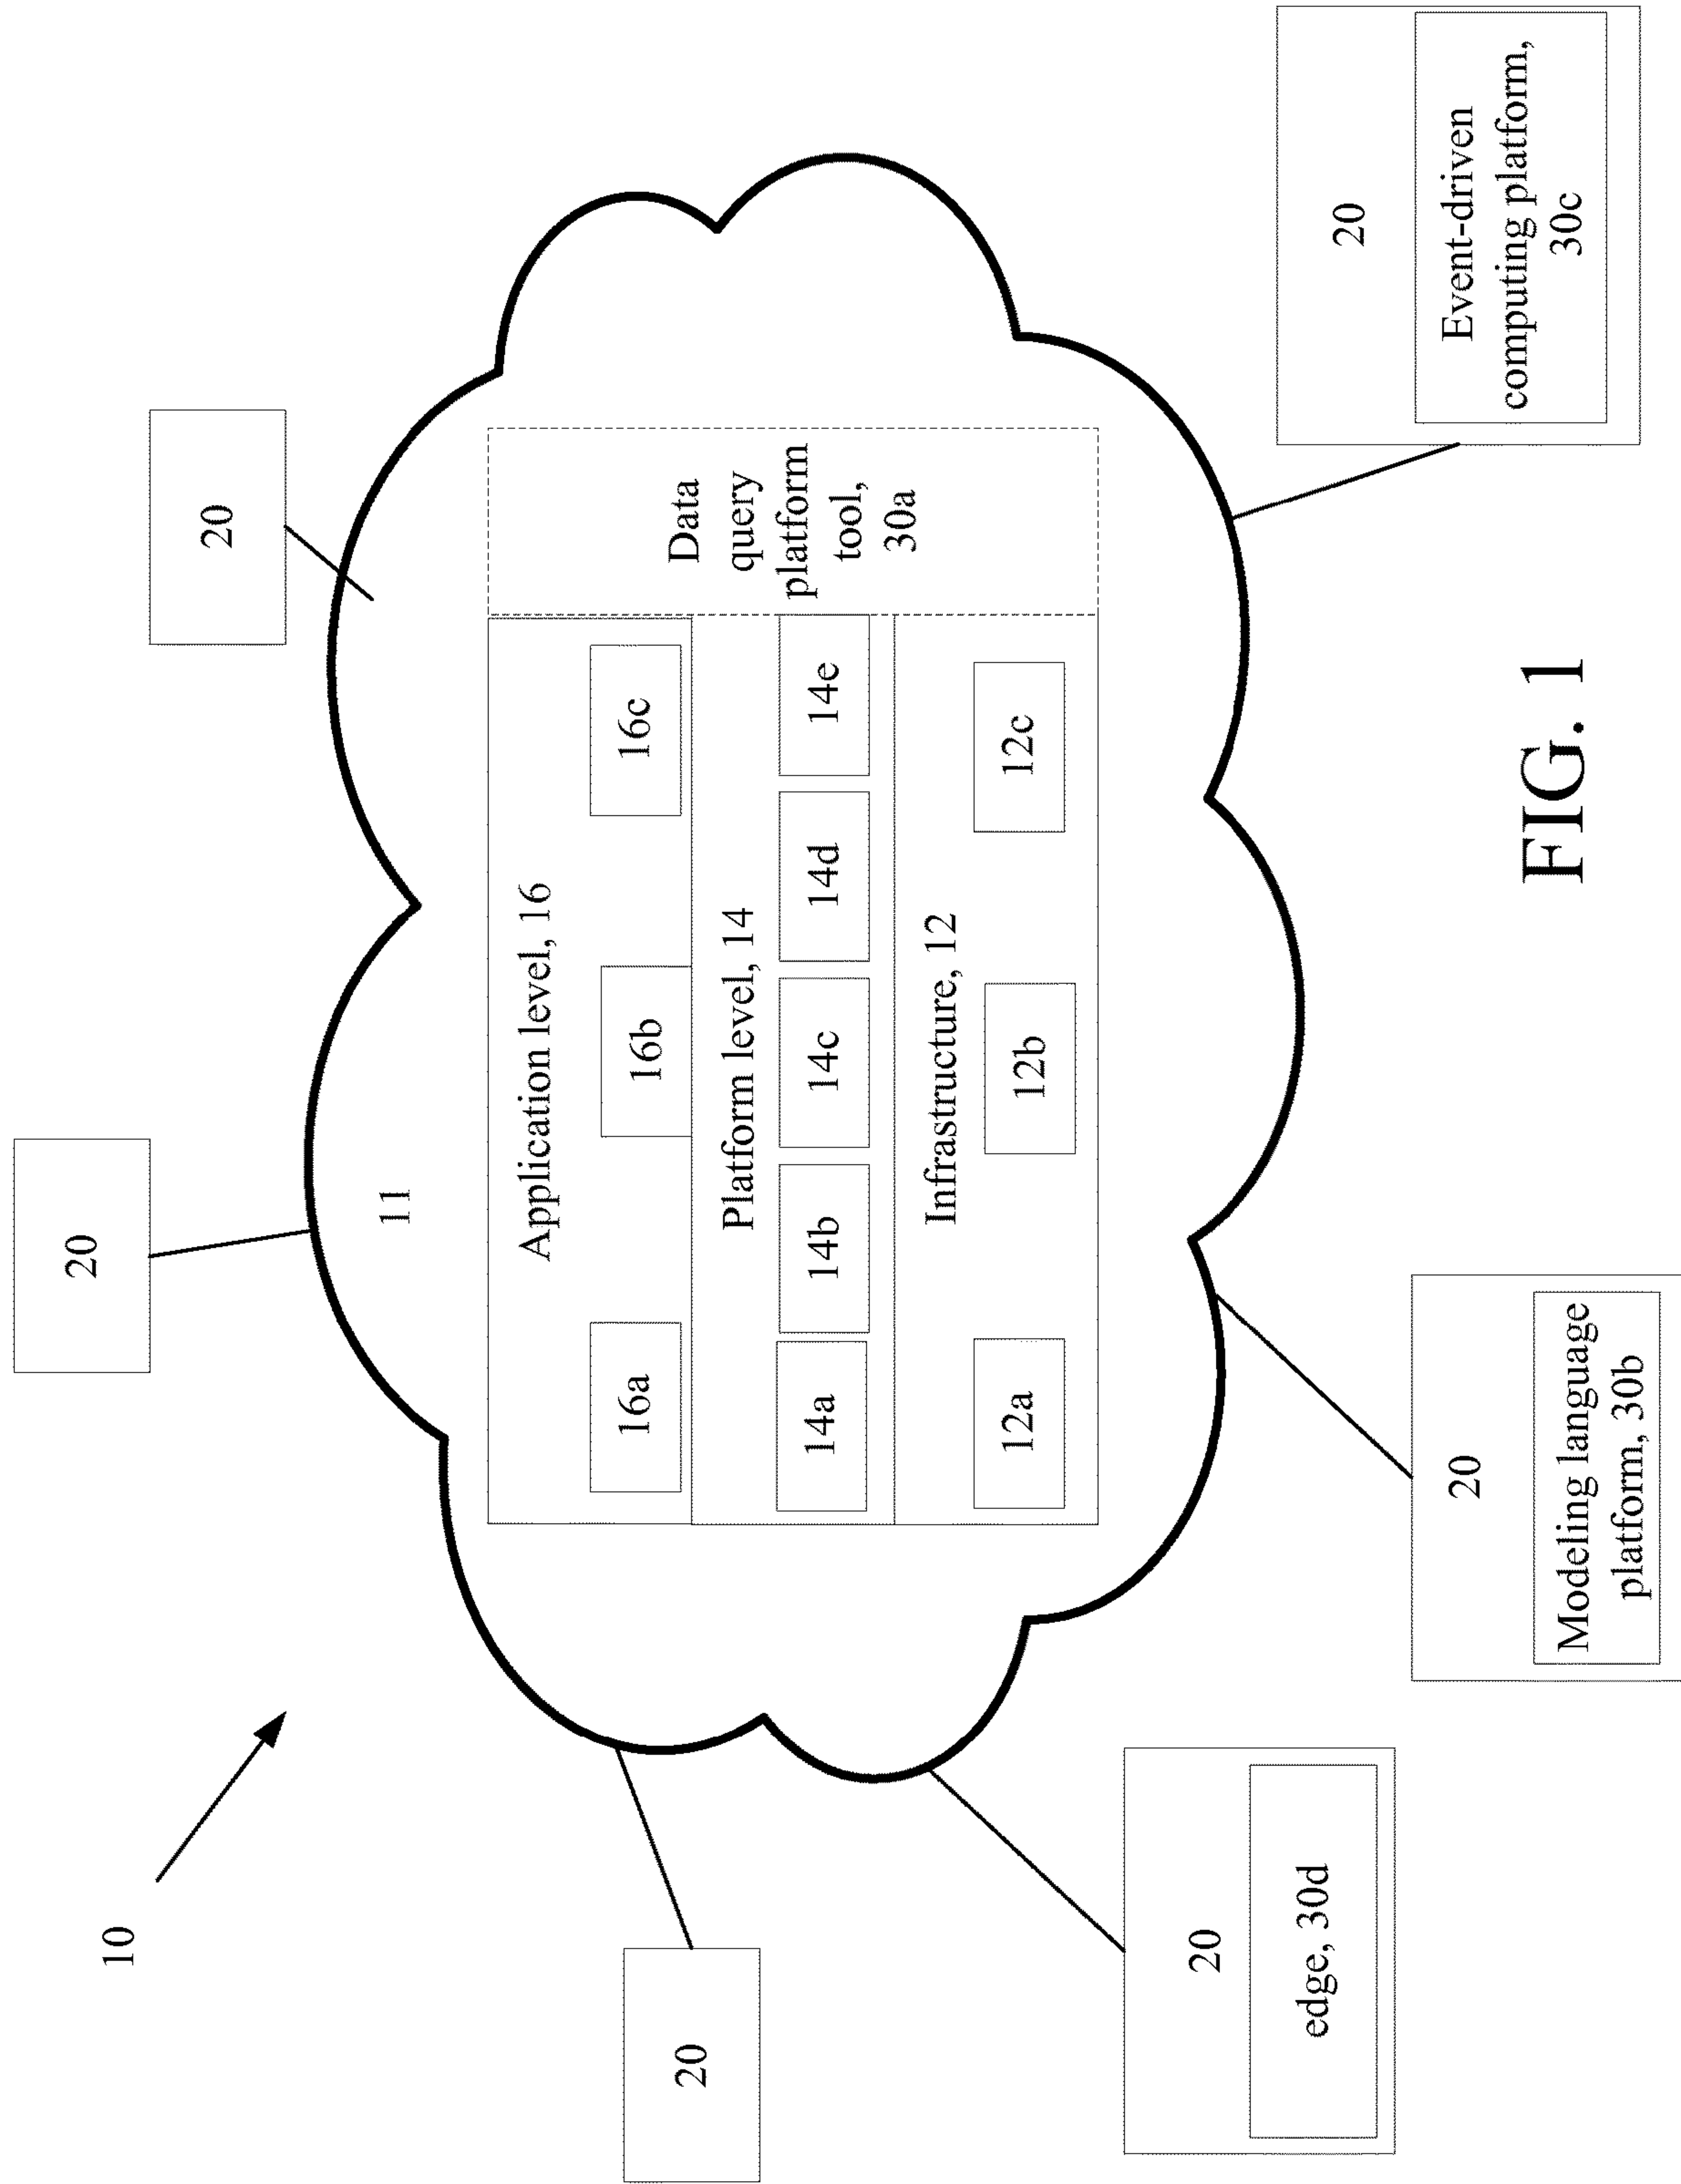 10
20
20
20
11
Application level, 16
16a
16b
16c
Platform level, 14
14a
14b
14c
14d
14e
Infrastructure, 12
12a
12b
12c
Data
query
platform
tool,
30a
20
edge, 30d
20
Modeling language
platform, 30b
20
Event-driven
computing platform,
30c
FIG. 1